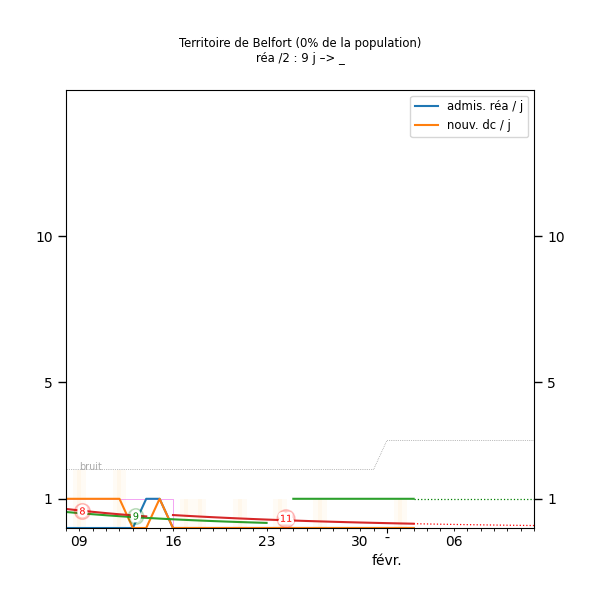 Territoire de Belfort (0% de la population)
réa /2 : 9 j –> _
admis. réa / j
nouv. dc / j
10 10
5 5
bruit
1 1
8 9 11
09 16 23 30 - 06
févr.